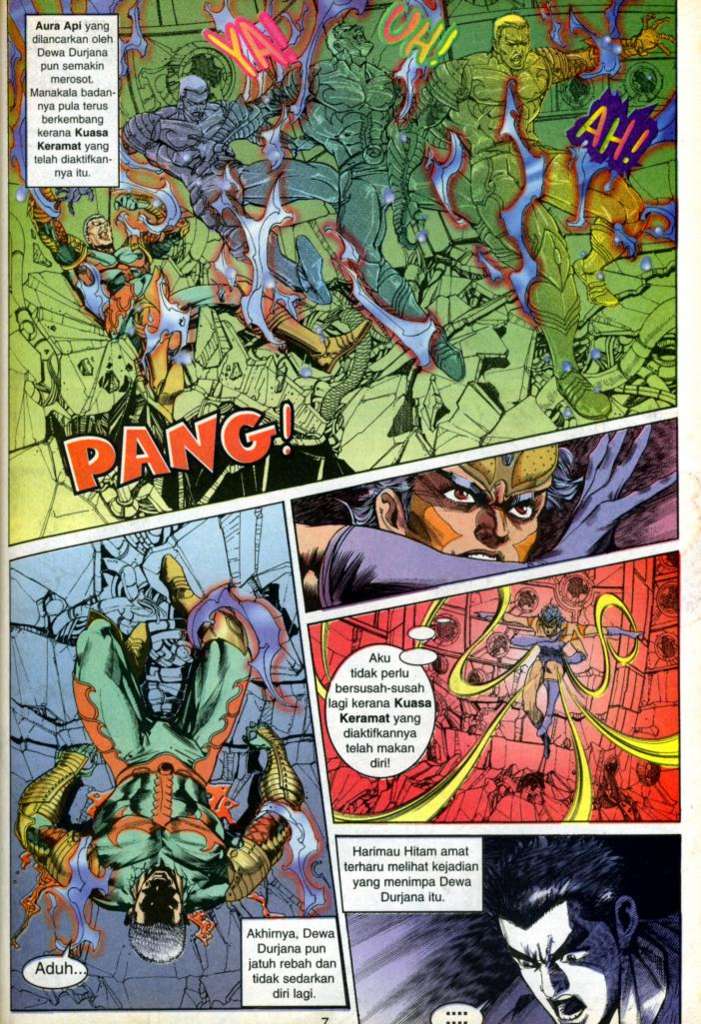 Aura Api yang
dilancarkan oleh
Dewa Durjana
pun semakin
merosot.
Manakala badan-
nya pula terus
berkembang
kerana Kuasa
Keramat yang
telah diaktifkan-
nya itu.
YA!
UH!
AH!
PANG!
Aku
tidak perlu
bersusah-susah
lagi kerana Kuasa
Keramat yang
diaktifkannya
telah makan
diri!
Aduh...
Akhirnya, Dewa
Durjana pun
jatuh rebah dan
tidak sedarkan
diri lagi.
Harimau Hitam amat
terharu melihat kejadian
yang menimpa Dewa
Durjana itu.
....
....
7